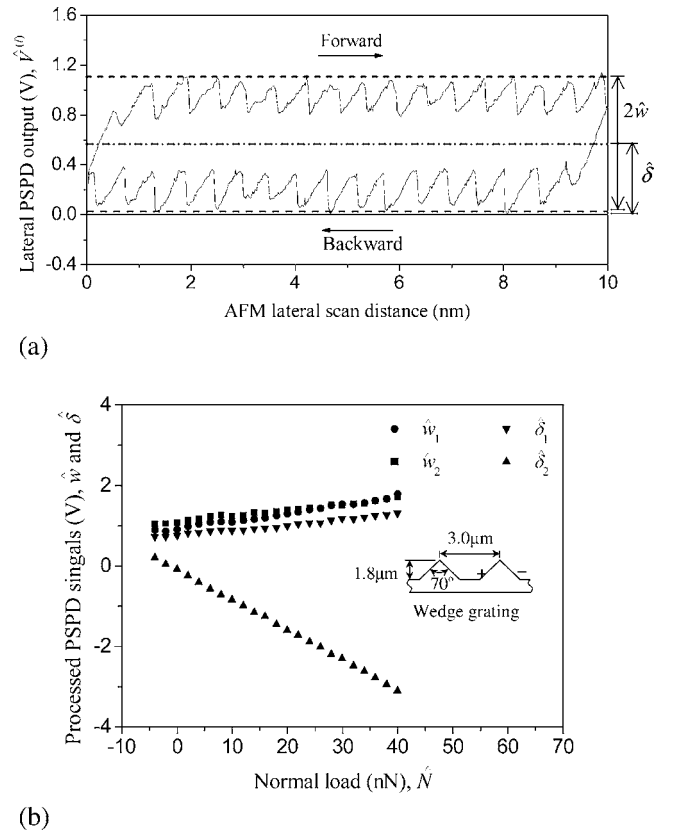 Lateral PSPD output (V), V̂⁽ⁱ⁾
1.6
1.2
0.8
0.4
0.0
-0.4
Forward
Backward
2ŵ
δ̂
0 2 4 6 8 10
AFM lateral scan distance (nm)
(a)
Processed PSPD singals (V), ŵ and δ̂
4
2
0
-2
-4
ŵ₁ δ̂₁
ŵ₂ δ̂₂
3.0μm
1.8μm
70° + −
Wedge grating
-10 0 10 20 30 40 50 60 70
Normal load (nN), N̂
(b)